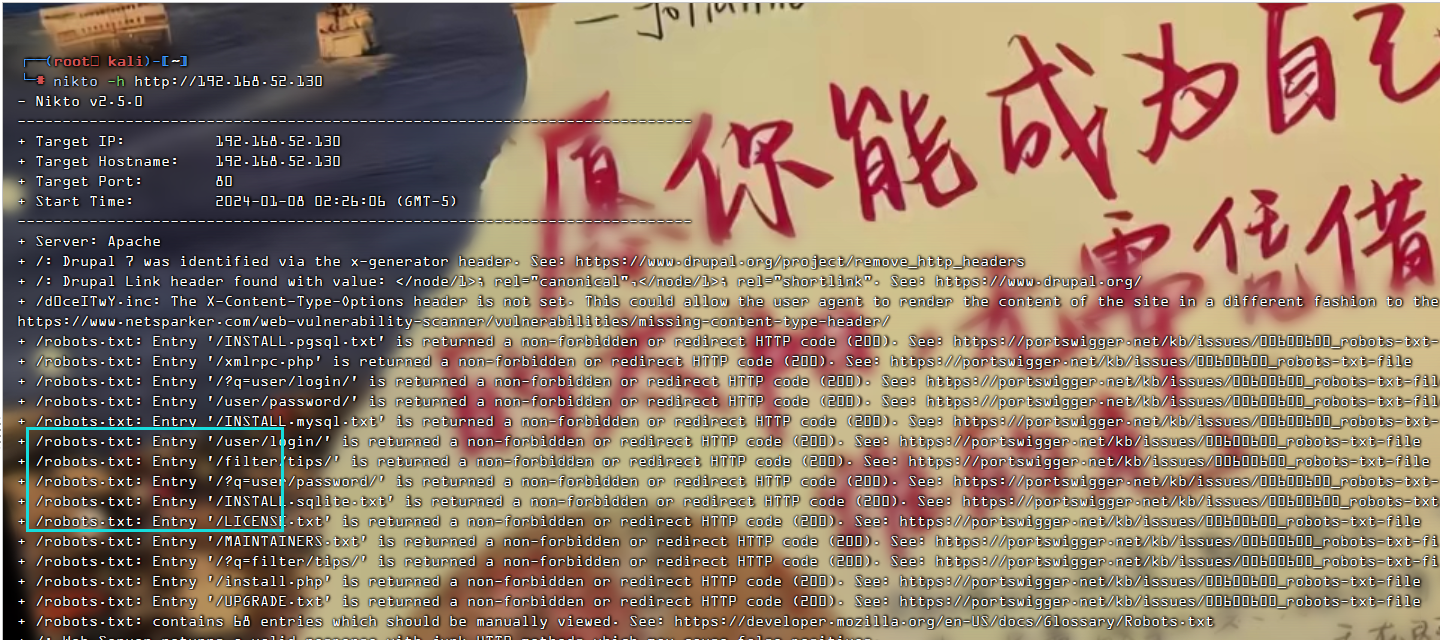 Johanne
愿你能成为自己
需凭借
┌──(root kali)-[~]
└─# nikto -h http://192.168.52.130
- Nikto v2.5.0
---------------------------------------------------------------------------
+ Target IP: 192.168.52.130
+ Target Hostname: 192.168.52.130
+ Target Port: 80
+ Start Time: 2024-01-08 02:26:06 (GMT-5)
---------------------------------------------------------------------------
+ Server: Apache
+ /: Drupal 7 was identified via the x-generator header. See: https://www.drupal.org/project/remove_http_headers
+ /: Drupal Link header found with value: </node/1>; rel="canonical",</node/1>; rel="shortlink". See: https://www.drupal.org/
+ /dOceITwY.inc: The X-Content-Type-Options header is not set. This could allow the user agent to render the content of the site in a different fashion to the
https://www.netsparker.com/web-vulnerability-scanner/vulnerabilities/missing-content-type-header/
+ /robots.txt: Entry '/INSTALL.pgsql.txt' is returned a non-forbidden or redirect HTTP code (200). See: https://portswigger.net/kb/issues/00600600_robots-txt-
+ /robots.txt: Entry '/xmlrpc.php' is returned a non-forbidden or redirect HTTP code (200). See: https://portswigger.net/kb/issues/00600600_robots-txt-file
+ /robots.txt: Entry '/?q=user/login/' is returned a non-forbidden or redirect HTTP code (200). See: https://portswigger.net/kb/issues/00600600_robots-txt-fil
+ /robots.txt: Entry '/user/password/' is returned a non-forbidden or redirect HTTP code (200). See: https://portswigger.net/kb/issues/00600600_robots-txt-fil
+ /robots.txt: Entry '/INSTALL.mysql.txt' is returned a non-forbidden or redirect HTTP code (200). See: https://portswigger.net/kb/issues/00600600_robots-txt-
+ /robots.txt: Entry '/user/login/' is returned a non-forbidden or redirect HTTP code (200). See: https://portswigger.net/kb/issues/00600600_robots-txt-file
+ /robots.txt: Entry '/filter/tips/' is returned a non-forbidden or redirect HTTP code (200). See: https://portswigger.net/kb/issues/00600600_robots-txt-file
+ /robots.txt: Entry '/?q=user/password/' is returned a non-forbidden or redirect HTTP code (200). See: https://portswigger.net/kb/issues/00600600_robots-txt-
+ /robots.txt: Entry '/INSTALL.sqlite.txt' is returned a non-forbidden or redirect HTTP code (200). See: https://portswigger.net/kb/issues/00600600_robots-txt
+ /robots.txt: Entry '/LICENSE.txt' is returned a non-forbidden or redirect HTTP code (200). See: https://portswigger.net/kb/issues/00600600_robots-txt-file
+ /robots.txt: Entry '/MAINTAINERS.txt' is returned a non-forbidden or redirect HTTP code (200). See: https://portswigger.net/kb/issues/00600600_robots-txt-fi
+ /robots.txt: Entry '/?q=filter/tips/' is returned a non-forbidden or redirect HTTP code (200). See: https://portswigger.net/kb/issues/00600600_robots-txt-fi
+ /robots.txt: Entry '/install.php' is returned a non-forbidden or redirect HTTP code (200). See: https://portswigger.net/kb/issues/00600600_robots-txt-file
+ /robots.txt: Entry '/UPGRADE.txt' is returned a non-forbidden or redirect HTTP code (200). See: https://portswigger.net/kb/issues/00600600_robots-txt-file
+ /robots.txt: contains 68 entries which should be manually viewed. See: https://developer.mozilla.org/en-US/docs/Glossary/Robots.txt